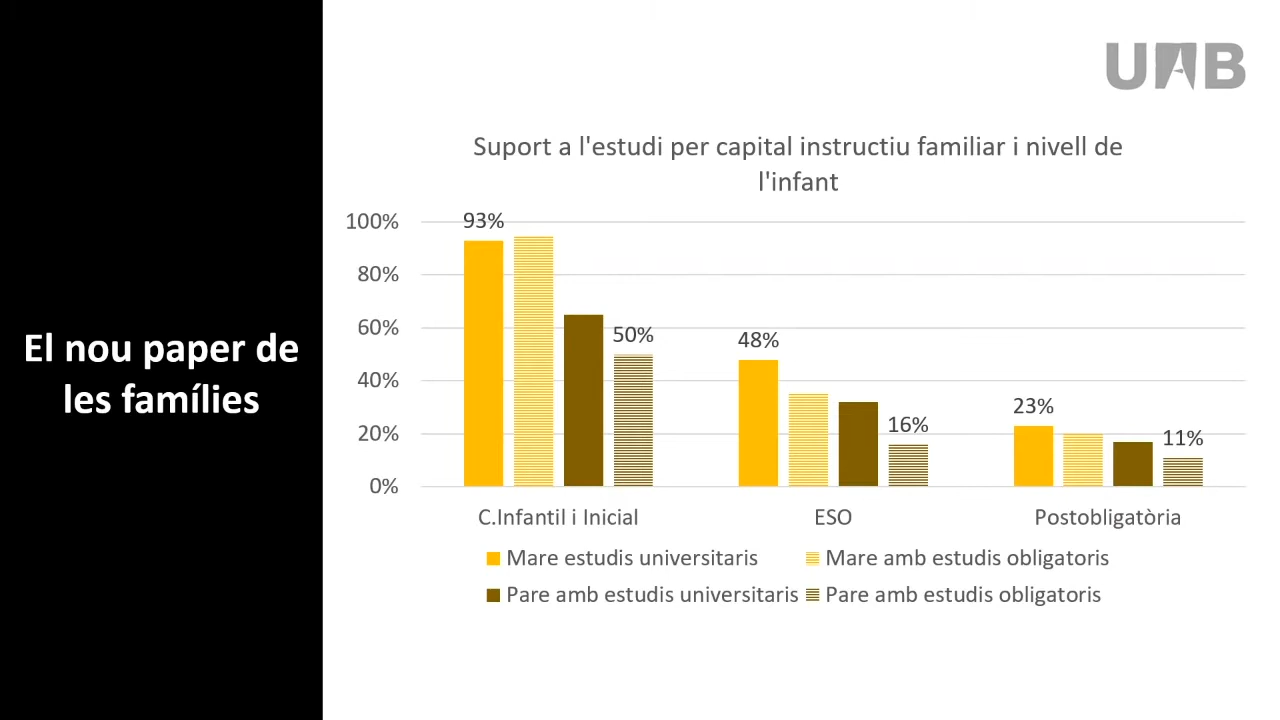 El nou paper de
les famílies
UAB
Suport a l'estudi per capital instructiu familiar i nivell de
l'infant
100%
80%
60%
40%
20%
0%
93%
50%
48%
16%
23%
11%
C.Infantil i Inicial
ESO
Postobligatòria
Mare estudis universitaris
Mare amb estudis obligatoris
Pare amb estudis universitaris
Pare amb estudis obligatoris